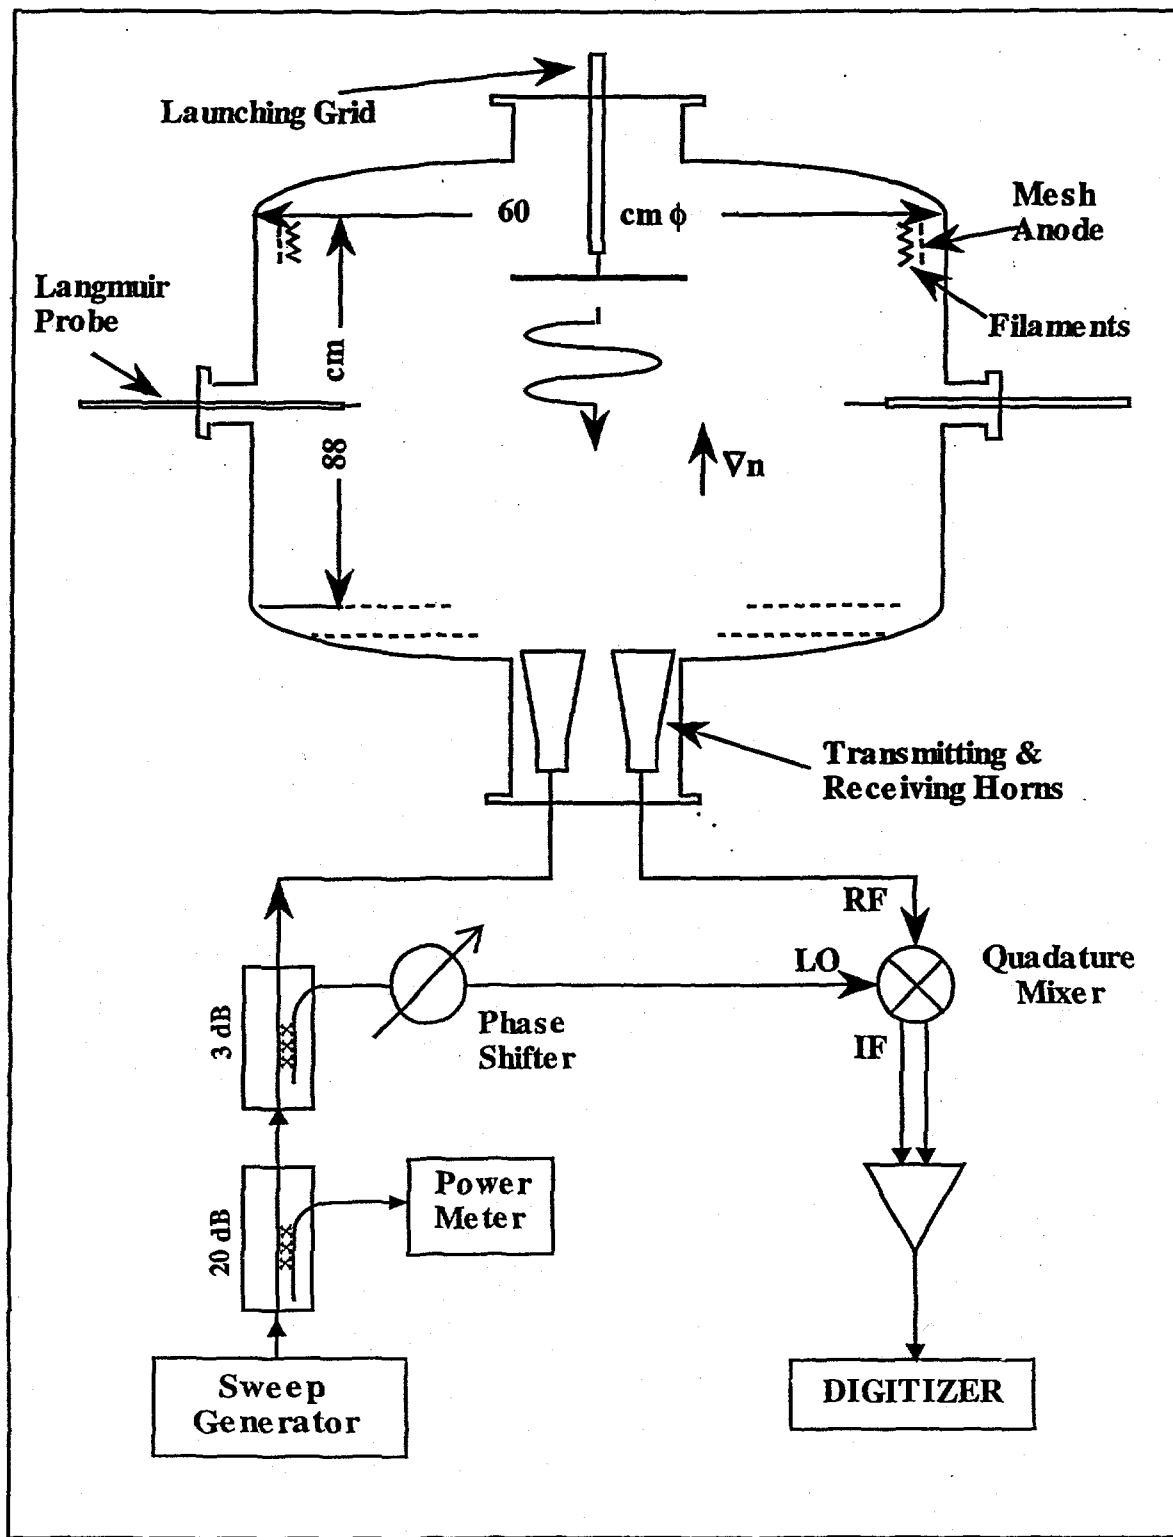 Launching Grid
60 cm ϕ
Mesh
Anode
Langmuir
Probe
Filaments
88 cm
∇n
Transmitting &
Receiving Horns
RF
LO
Quadature
Mixer
3 dB
Phase
Shifter
IF
20 dB
Power
Meter
Sweep
Generator
DIGITIZER